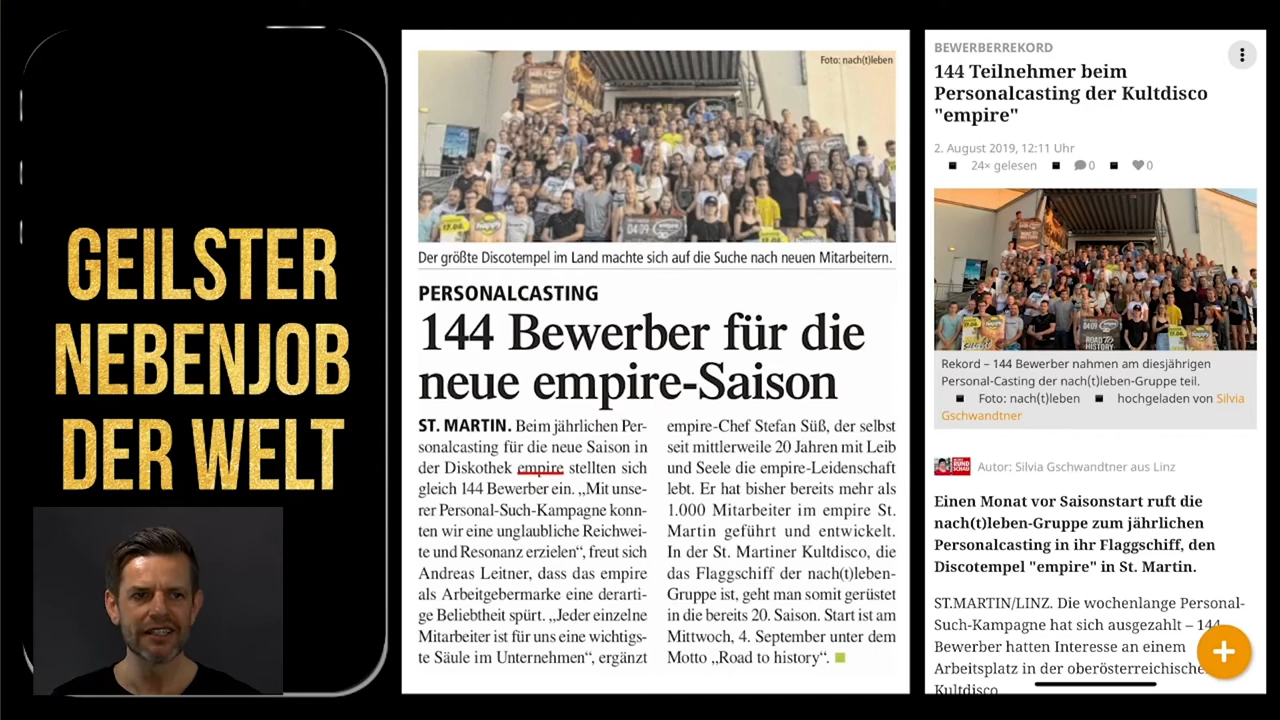 GEILSTER
NEBENJOB
DER WELT
Foto: nach(t)leben
Der größte Discotempel im Land machte sich auf die Suche nach neuen Mitarbeitern.
PERSONALCASTING
144 Bewerber für die
neue empire-Saison
ST. MARTIN. Beim jährlichen Per-
sonalcasting für die neue Saison in
der Diskothek empire stellten sich
gleich 144 Bewerber ein. „Mit unse-
rer Personal-Such-Kampagne konn-
ten wir eine unglaubliche Reichwei-
te und Resonanz erzielen“, freut sich
Andreas Leitner, dass das empire
als Arbeitgebermarke eine derarti-
ge Beliebtheit spürt. „Jeder einzelne
Mitarbeiter ist für uns eine wichtigs-
te Säule im Unternehmen“, ergänzt
empire-Chef Stefan Süß, der selbst
seit mittlerweile 20 Jahren mit Leib
und Seele die empire-Leidenschaft
lebt. Er hat bisher bereits mehr als
1.000 Mitarbeiter im empire St.
Martin geführt und entwickelt.
In der St. Martiner Kultdisco, die
das Flaggschiff der nach(t)leben-
Gruppe ist, geht man somit gerüstet
in die bereits 20. Saison. Start ist am
Mittwoch, 4. September unter dem
Motto „Road to history“.
BEWERBERREKORD
144 Teilnehmer beim
Personalcasting der Kultdisco
"empire"
2. August 2019, 12:11 Uhr
24× gelesen 0 0
04|09
ROAD TO
HISTORY
Rekord – 144 Bewerber nahmen am diesjährigen
Personal-Casting der nach(t)leben-Gruppe teil.
Foto: nach(t)leben hochgeladen von Silvia
Gschwandtner
Autor: Silvia Gschwandtner aus Linz
Einen Monat vor Saisonstart ruft die
nach(t)leben-Gruppe zum jährlichen
Personalcasting in ihr Flaggschiff, den
Discotempel "empire" in St. Martin.
ST.MARTIN/LINZ. Die wochenlange Personal-
Such-Kampagne hat sich ausgezahlt – 144
Bewerber hatten Interesse an einem
Arbeitsplatz in der oberösterreichische
Kultdisco